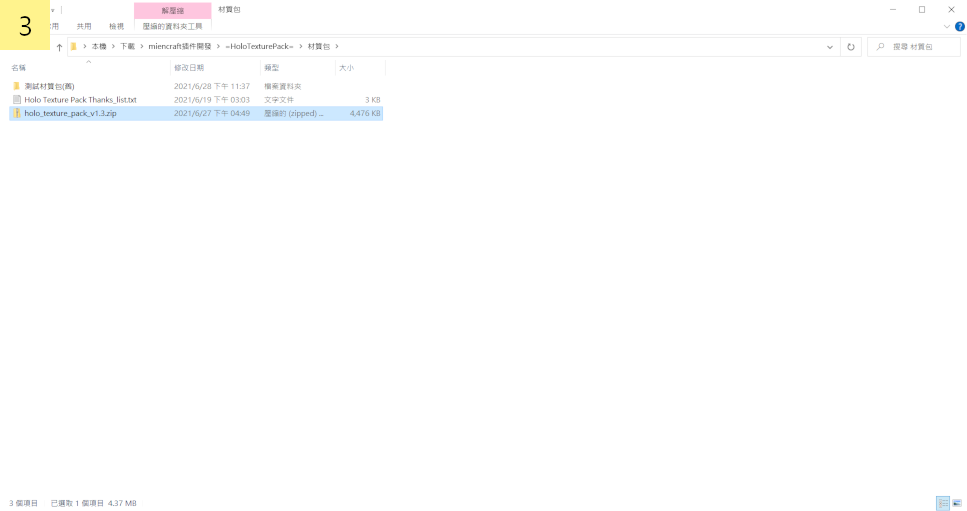 3
解壓縮 材質包
用 共用 檢視 壓縮的資料夾工具
本機 > 下載 > miencraft插件開發 > =HoloTexturePack= > 材質包 > 搜尋 材質包
名稱 修改日期 類型 大小
測試材質包(舊) 2021/6/28 下午 11:37 檔案資料夾
Holo Texture Pack Thanks_list.txt 2021/6/19 下午 03:03 文字文件 3 KB
holo_texture_pack_v1.3.zip 2021/6/27 下午 04:49 壓縮的 (zipped) ... 4,476 KB
3 個項目 已選取 1 個項目 4.37 MB